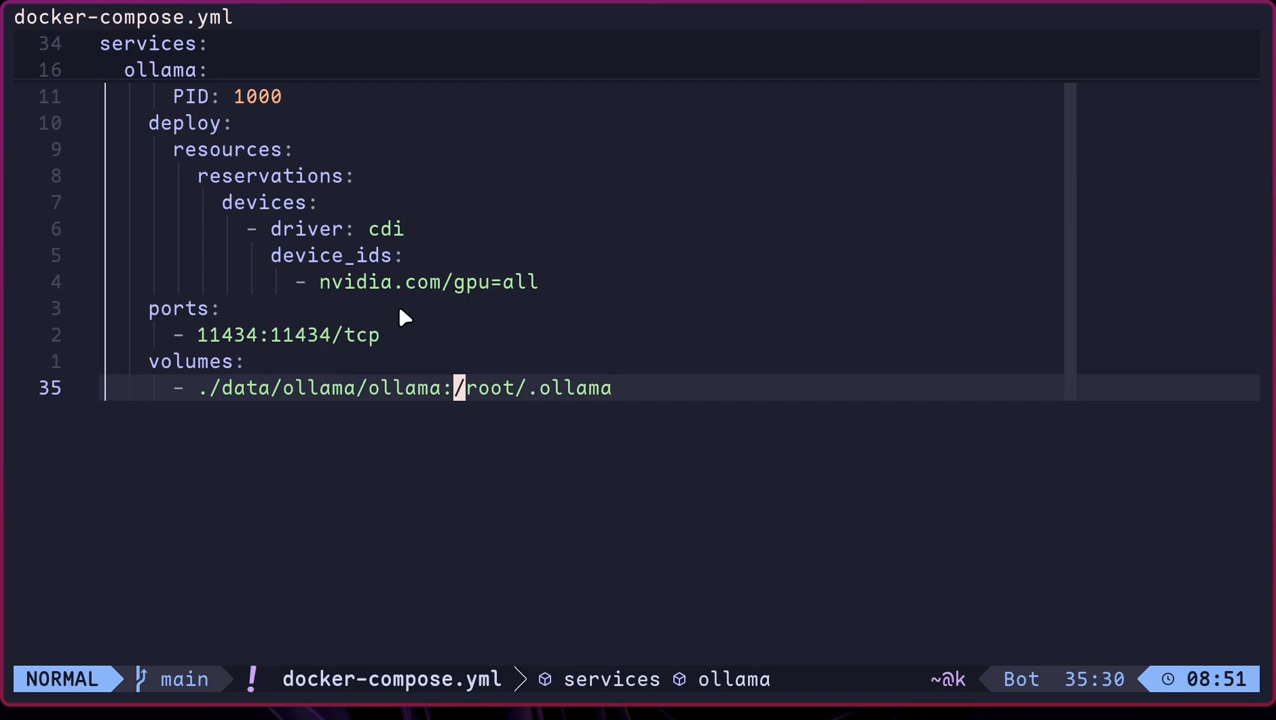 docker-compose.yml
34 services:
16 ollama:
11 PID: 1000
10 deploy:
9 resources:
8 reservations:
7 devices:
6 - driver: cdi
5 device_ids:
4 - nvidia.com/gpu=all
3 ports:
2 - 11434:11434/tcp
1 volumes:
35 - ./data/ollama/ollama:/root/.ollama
NORMAL main ! docker-compose.yml services ollama ~@k Bot 35:30 08:51